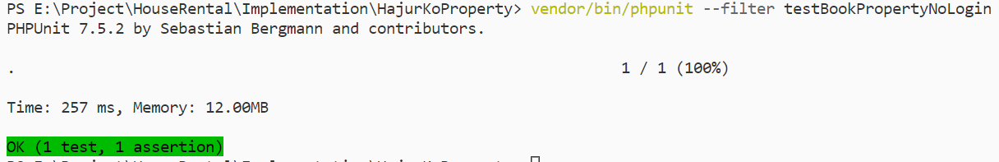 PS E:\Project\HouseRental\Implementation\HajurKoProperty> vendor/bin/phpunit --filter testBookPropertyNoLogin
PHPUnit 7.5.2 by Sebastian Bergmann and contributors.
. 1 / 1 (100%)
Time: 257 ms, Memory: 12.00MB
OK (1 test, 1 assertion)